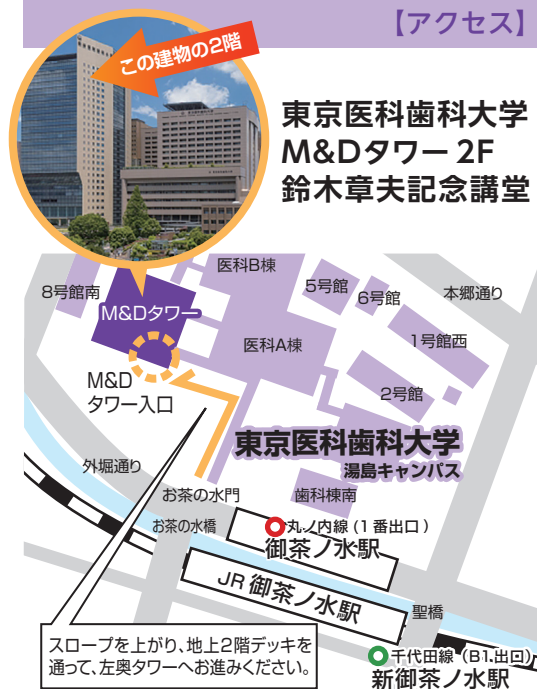 【アクセス】
この建物の2階
東京医科歯科大学
M&Dタワー 2F
鈴木章夫記念講堂
医科B棟
8号館南
5号館
6号館
本郷通り
M&Dタワー
医科A棟
1号館西
M&D
タワー入口
2号館
東京医科歯科大学
湯島キャンパス
外堀通り
お茶の水門
歯科棟南
お茶の水橋
丸ノ内線(1番出口)
御茶ノ水駅
JR 御茶ノ水駅
聖橋
スロープを上がり、地上2階デッキを
通って、左奥タワーへお進みください。
千代田線(B1.出口)
新御茶ノ水駅